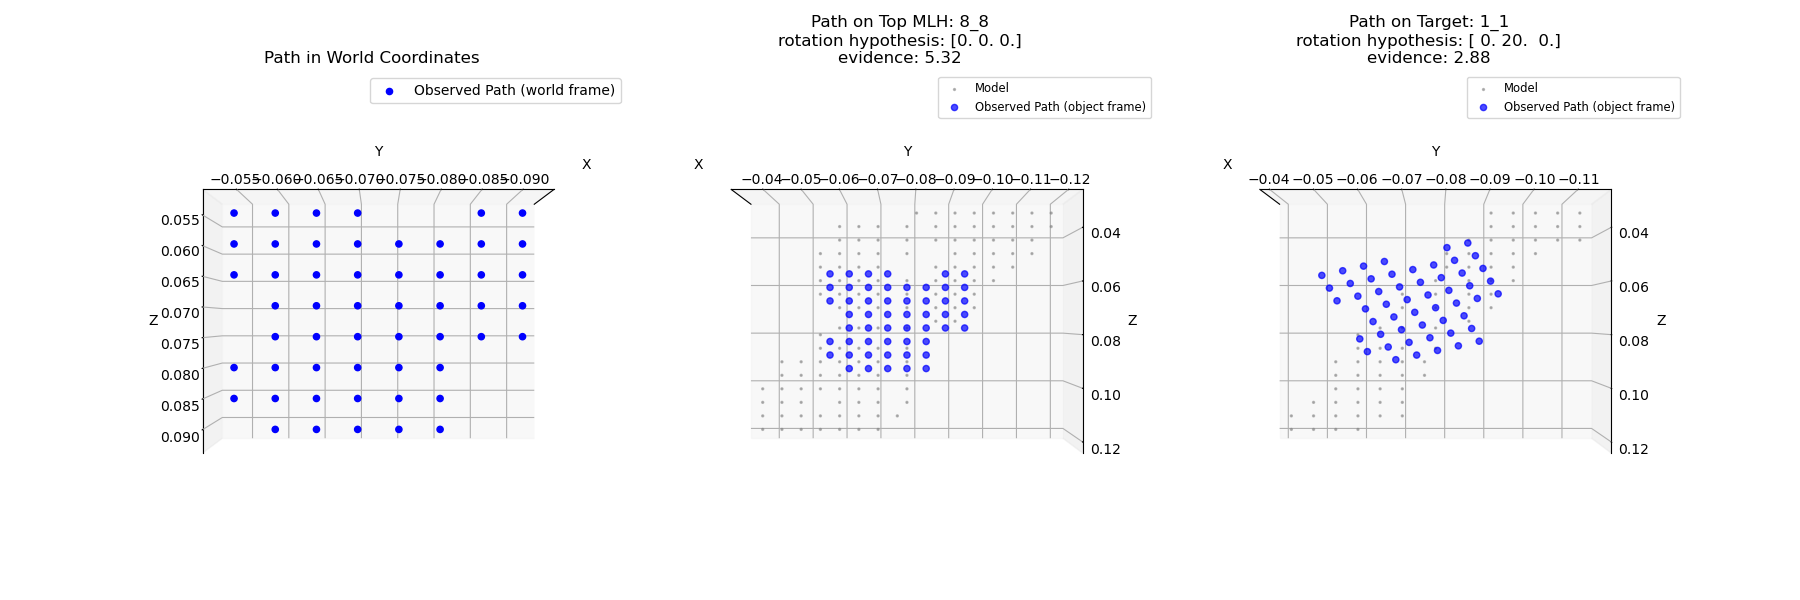 Path in World Coordinates
Observed Path (world frame)
Y
X
−0.055−0.060−0.065−0.070−0.075−0.080−0.085−0.090
0.055
0.060
0.065
Z 0.070
0.075
0.080
0.085
0.090
Path on Top MLH: 8_8
rotation hypothesis: [0. 0. 0.]
evidence: 5.32
Model
Observed Path (object frame)
Y
X
−0.04−0.05−0.06−0.07−0.08−0.09−0.10−0.11−0.12
0.04
0.06
Z
0.08
0.10
0.12
Path on Target: 1_1
rotation hypothesis: [ 0. 20.  0.]
evidence: 2.88
Model
Observed Path (object frame)
Y
X
−0.04−0.05−0.06−0.07−0.08−0.09−0.10−0.11
0.04
0.06
Z
0.08
0.10
0.12